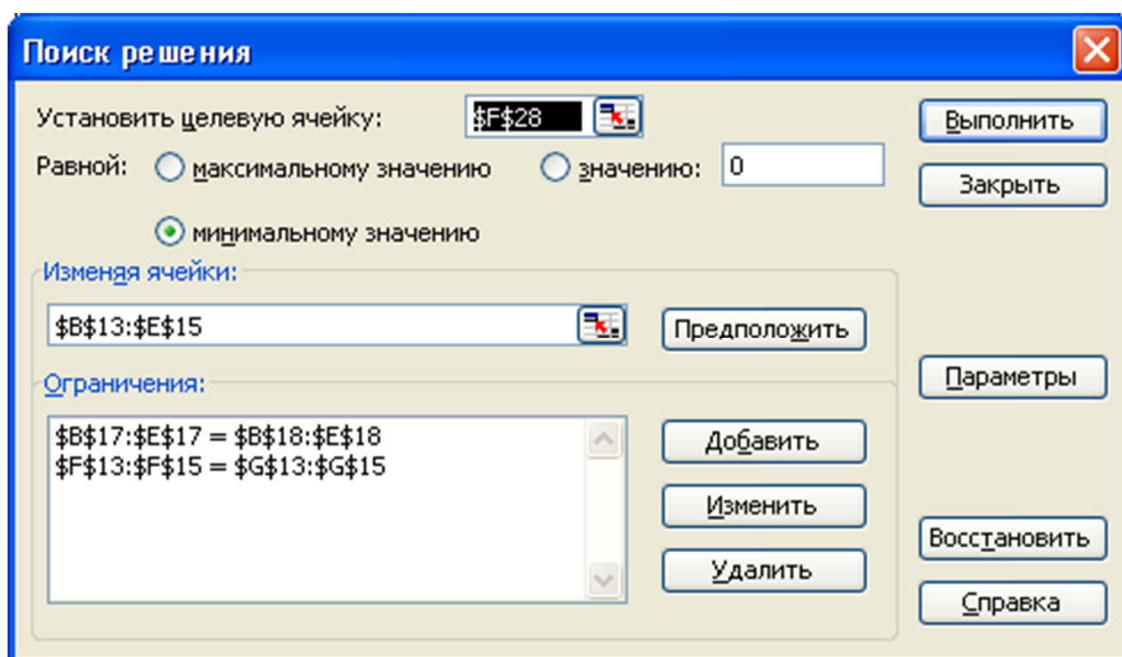 Поиск решения
Установить целевую ячейку: $F$28
Выполнить
Равной: максимальному значению значению: 0
Закрыть
минимальному значению
Изменяя ячейки:
$B$13:$E$15
Предположить
Ограничения:
Параметры
$B$17:$E$17 = $B$18:$E$18
$F$13:$F$15 = $G$13:$G$15
Добавить
Изменить
Восстановить
Удалить
Справка